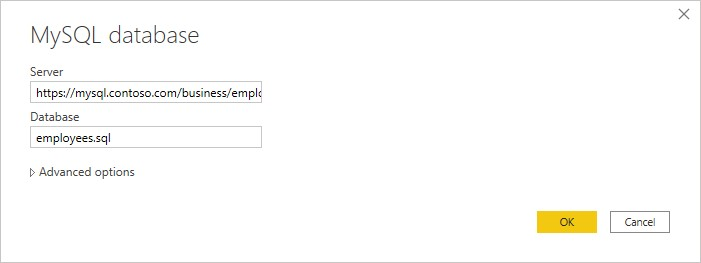 MySQL database
Server
https://mysql.contoso.com/business/emplo
Database
employees.sql
Advanced options
OK
Cancel